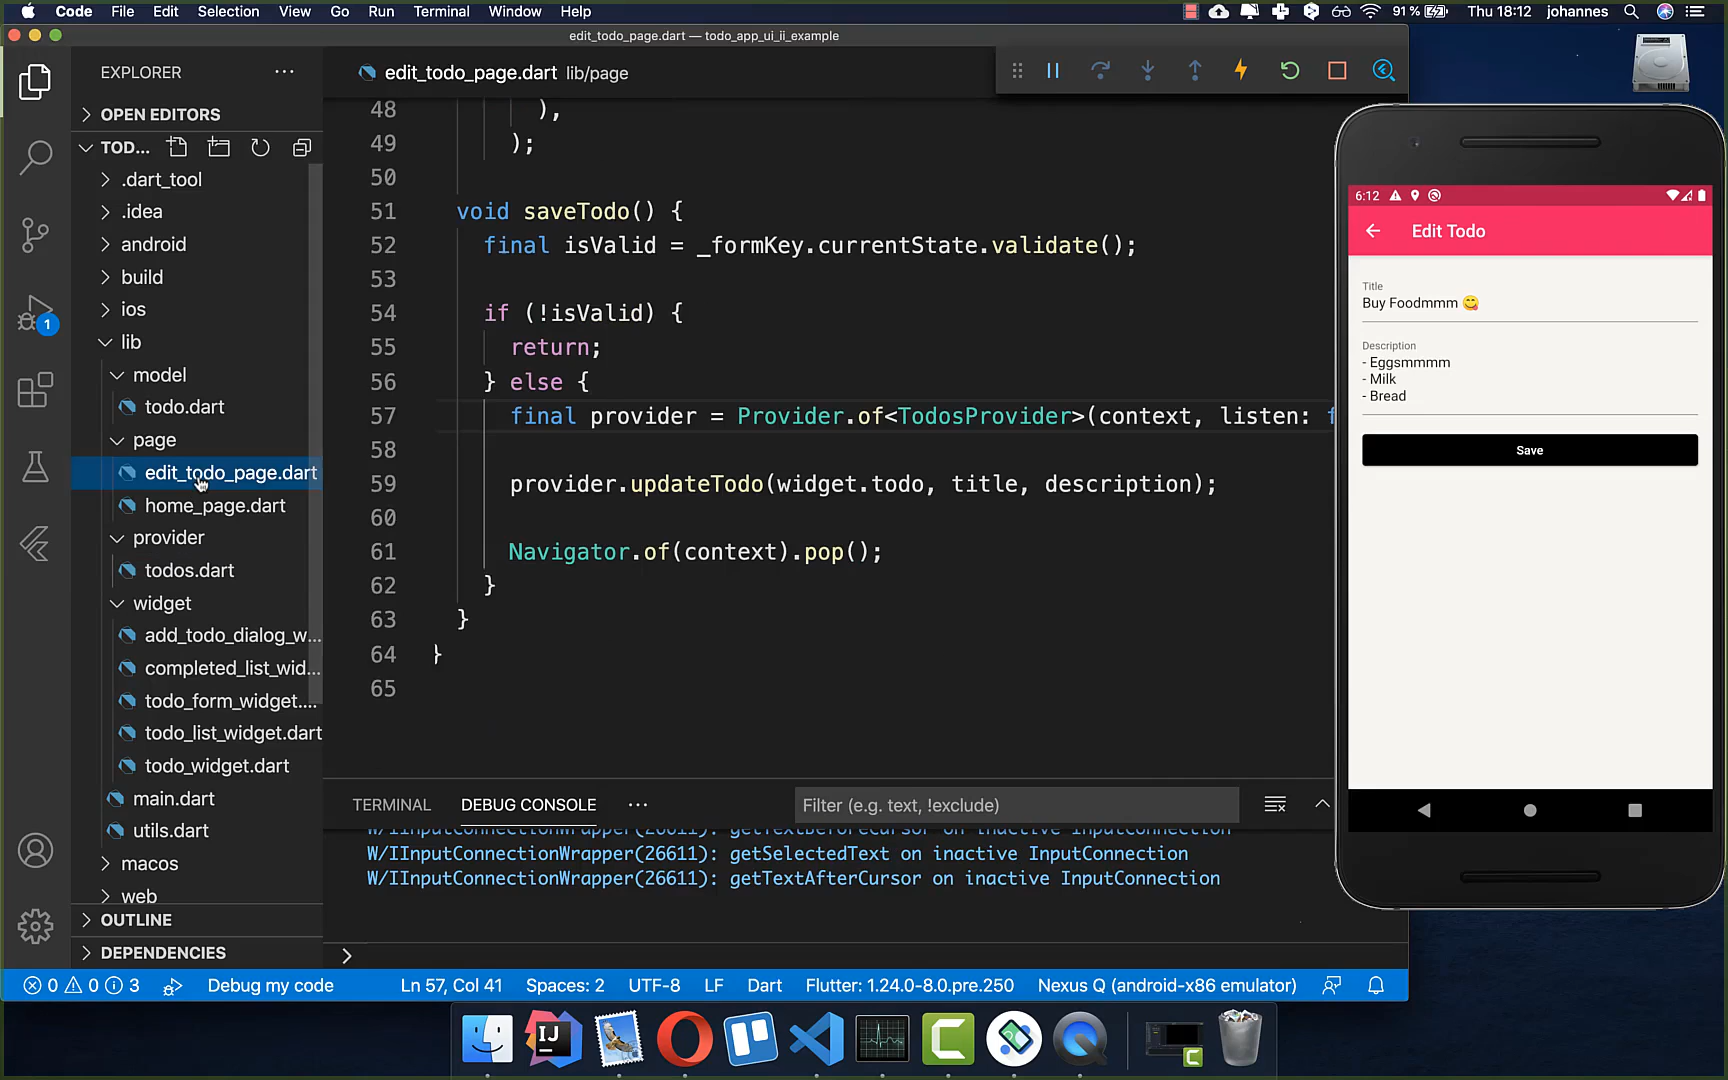 Code File Edit Selection View Go Run Terminal Window Help
91% Thu 18:12 johannes
edit_todo_page.dart — todo_app_ui_ii_example
EXPLORER
OPEN EDITORS
TOD...
.dart_tool
.idea
android
build
ios
lib
model
todo.dart
page
edit_todo_page.dart
home_page.dart
provider
todos.dart
widget
add_todo_dialog_w...
completed_list_wid...
todo_form_widget....
todo_list_widget.dart
todo_widget.dart
main.dart
utils.dart
macos
web
OUTLINE
DEPENDENCIES
1
edit_todo_page.dart lib/page
48 ),
49 );
50
51 void saveTodo() {
52 final isValid = _formKey.currentState.validate();
53
54 if (!isValid) {
55 return;
56 } else {
57 final provider = Provider.of<TodosProvider>(context, listen: f
58
59 provider.updateTodo(widget.todo, title, description);
60
61 Navigator.of(context).pop();
62 }
63 }
64 }
65
TERMINAL DEBUG CONSOLE
Filter (e.g. text, !exclude)
W/IInputConnectionWrapper(26611): getTextBeforeCursor on inactive InputConnection
W/IInputConnectionWrapper(26611): getSelectedText on inactive InputConnection
W/IInputConnectionWrapper(26611): getTextAfterCursor on inactive InputConnection
0 0 3 Debug my code Ln 57, Col 41 Spaces: 2 UTF-8 LF Dart Flutter: 1.24.0-8.0.pre.250 Nexus Q (android-x86 emulator)
6:12
Edit Todo
Title
Buy Foodmmm 😋
Description
- Eggsmmmm
- Milk
- Bread
Save
IJ